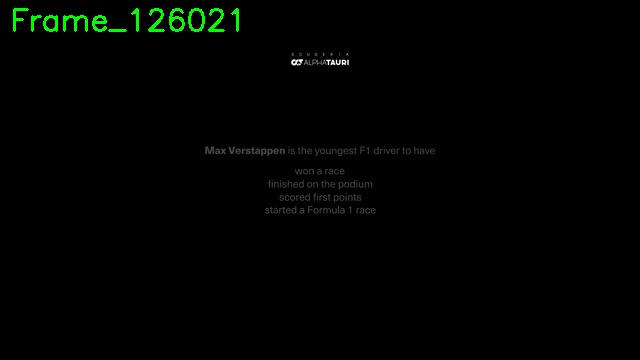 Frame_126021
SCUDERIA
ALPHATAURI
Max Verstappen is the youngest F1 driver to have
won a race
finished on the podium
scored first points
started a Formula 1 race